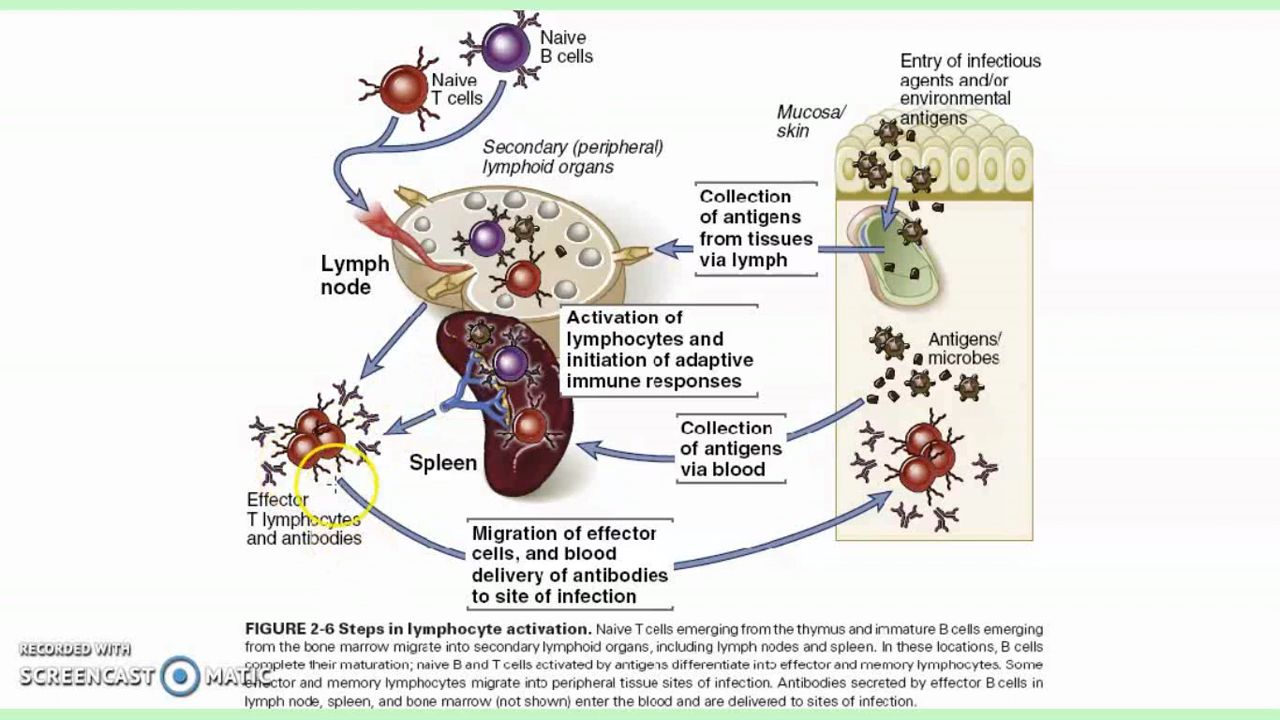 Naive
B cells
Naive
T cells
Entry of infectious
agents and/or
environmental
antigens
Mucosa/
skin
Secondary (peripheral)
lymphoid organs
Collection
of antigens
from tissues
via lymph
Lymph
node
Activation of
lymphocytes and
initiation of adaptive
immune responses
Antigens/
microbes
Collection
of antigens
via blood
Spleen
Effector
T lymphocytes
and antibodies
Migration of effector
cells, and blood
delivery of antibodies
to site of infection
FIGURE 2-6 Steps in lymphocyte activation. Naive T cells emerging from the thymus and immature B cells emerging
from the bone marrow migrate into secondary lymphoid organs, including lymph nodes and spleen. In these locations, B cells
complete their maturation; naive B and T cells activated by antigens differentiate into effector and memory lymphocytes. Some
effector and memory lymphocytes migrate into peripheral tissue sites of infection. Antibodies secreted by effector B cells in
lymph node, spleen, and bone marrow (not shown) enter the blood and are delivered to sites of infection.
RECORDED WITH
SCREENCAST MATIC